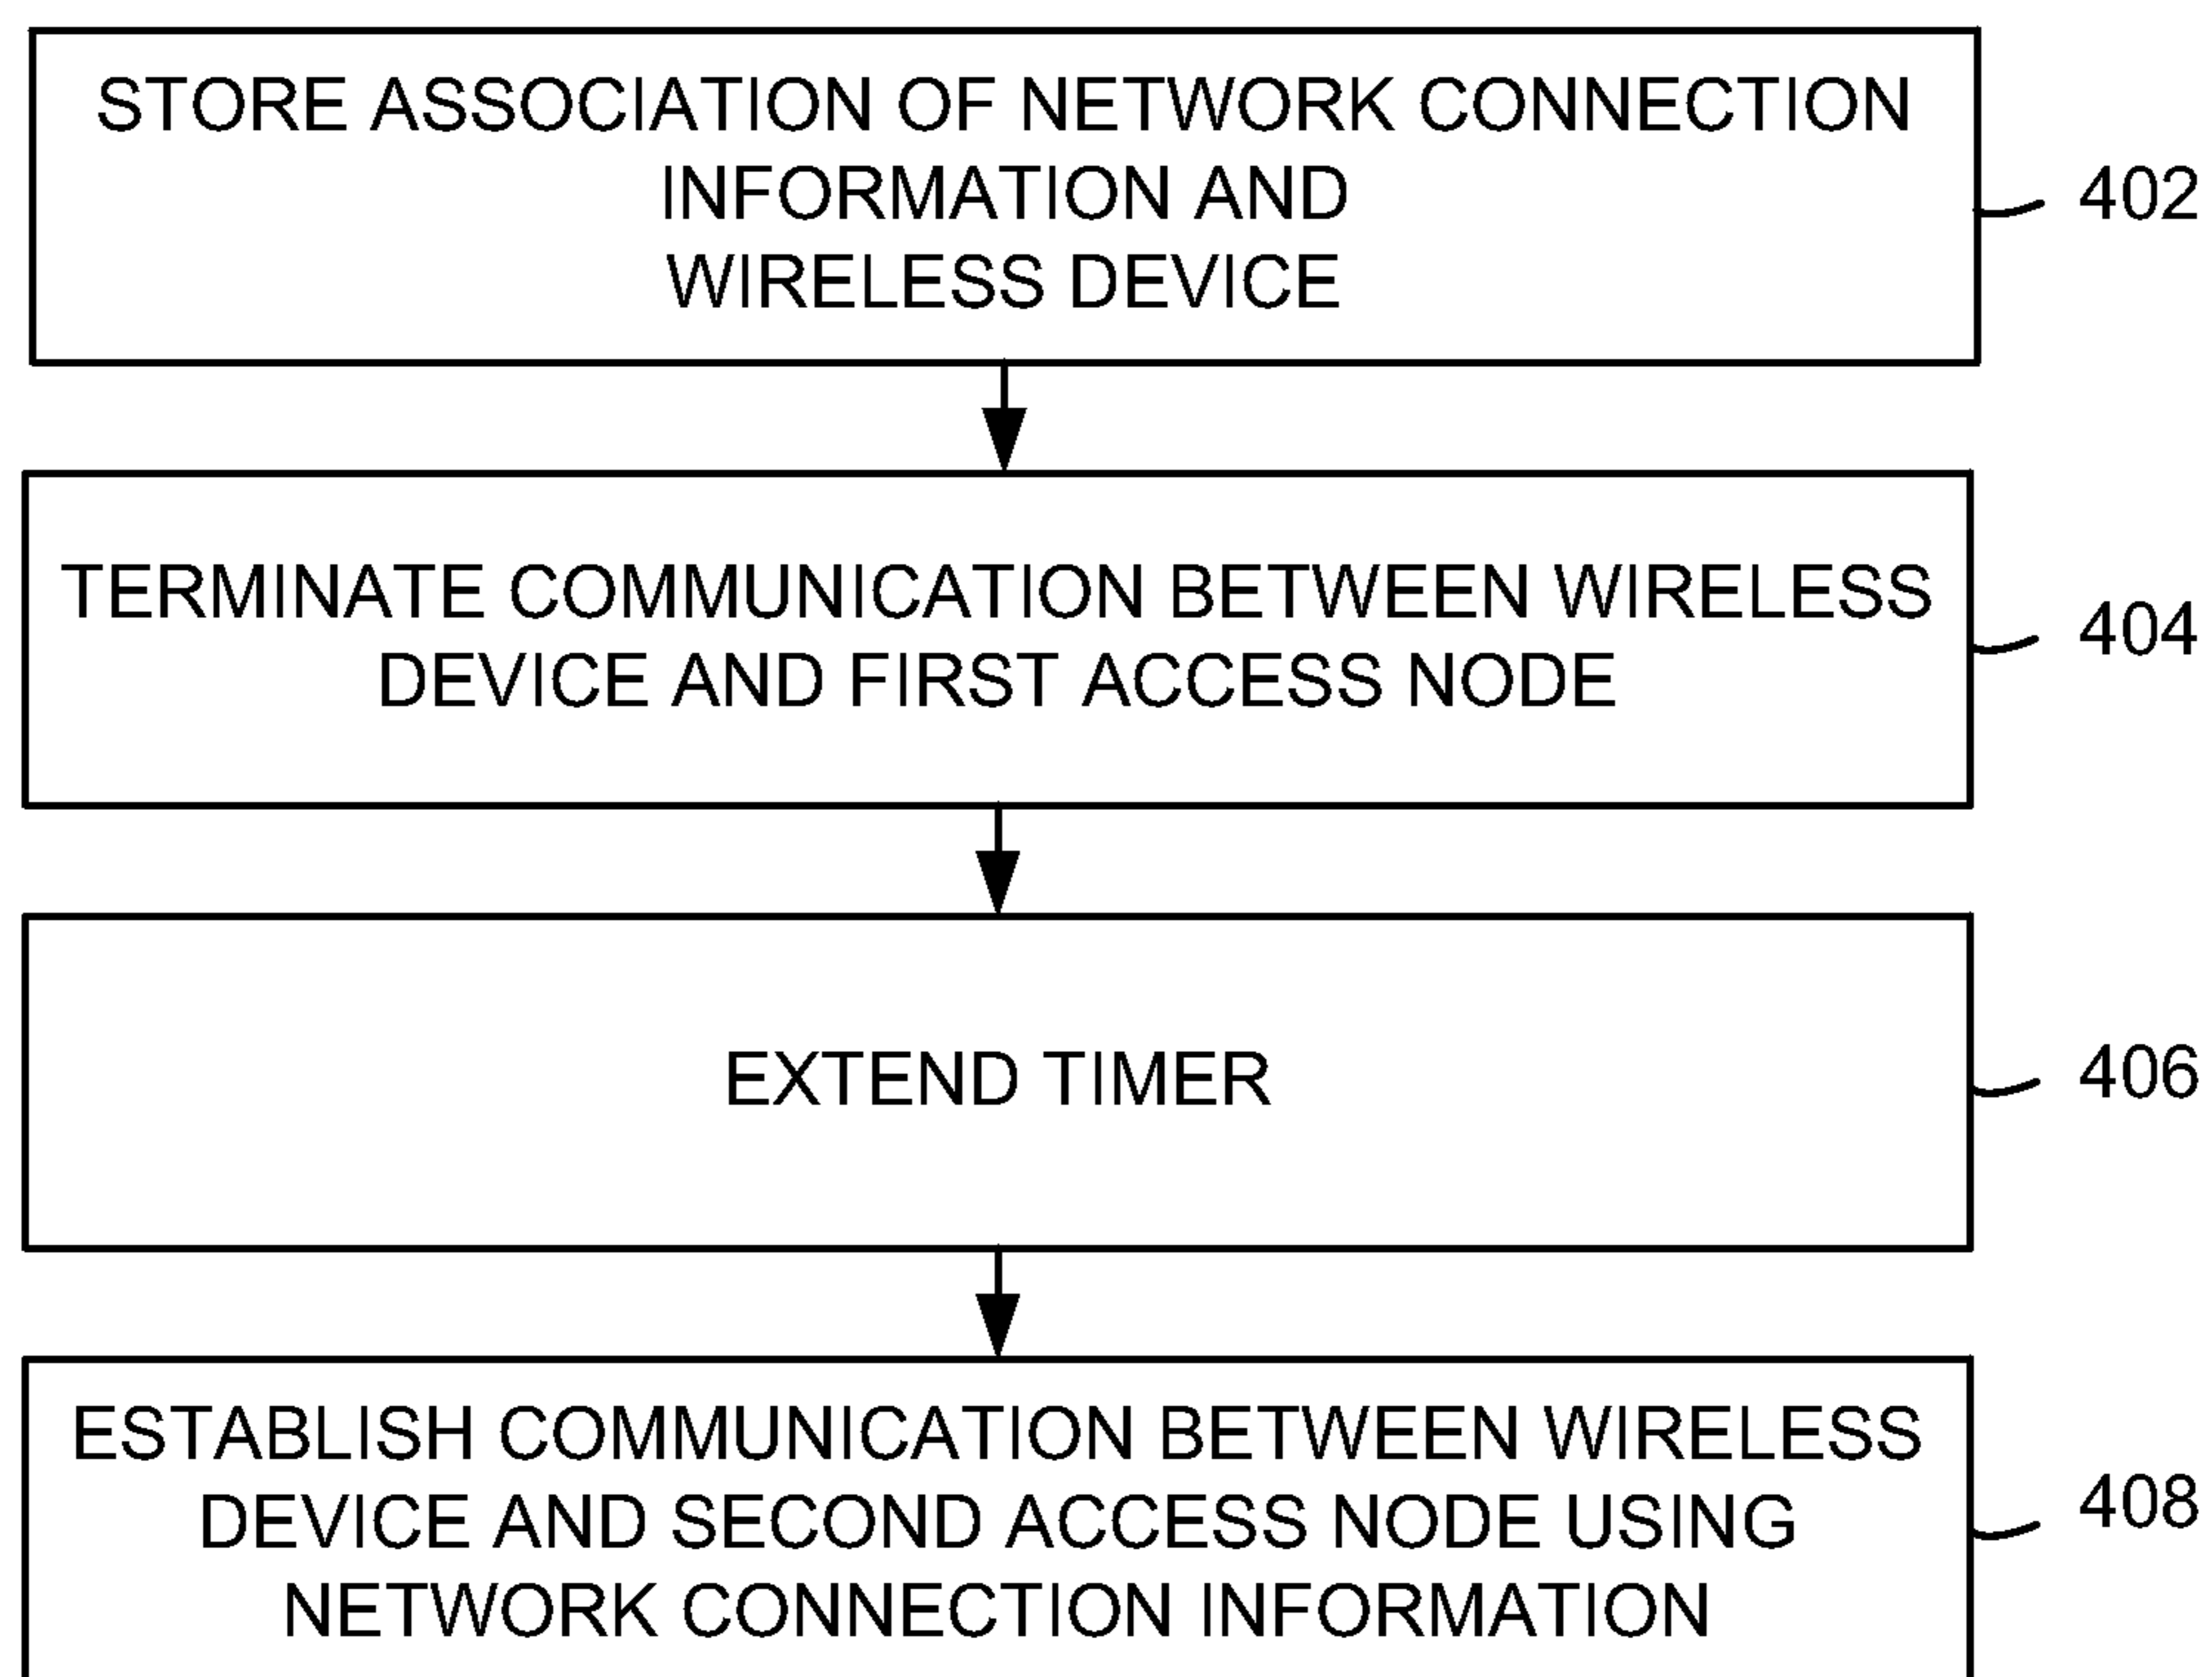 STORE ASSOCIATION OF NETWORK CONNECTION
INFORMATION AND
WIRELESS DEVICE
402
TERMINATE COMMUNICATION BETWEEN WIRELESS
DEVICE AND FIRST ACCESS NODE
404
EXTEND TIMER
406
ESTABLISH COMMUNICATION BETWEEN WIRELESS
DEVICE AND SECOND ACCESS NODE USING
NETWORK CONNECTION INFORMATION
408